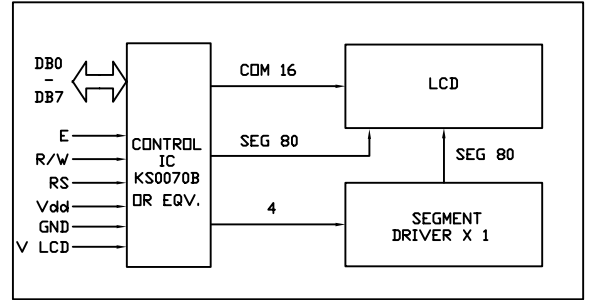 DB0
-
DB7
E
R/W
RS
Vdd
GND
V LCD
CONTROL
IC
KS0070B
OR EQV.
COM 16
SEG 80
4
LCD
SEG 80
SEGMENT
DRIVER X 1